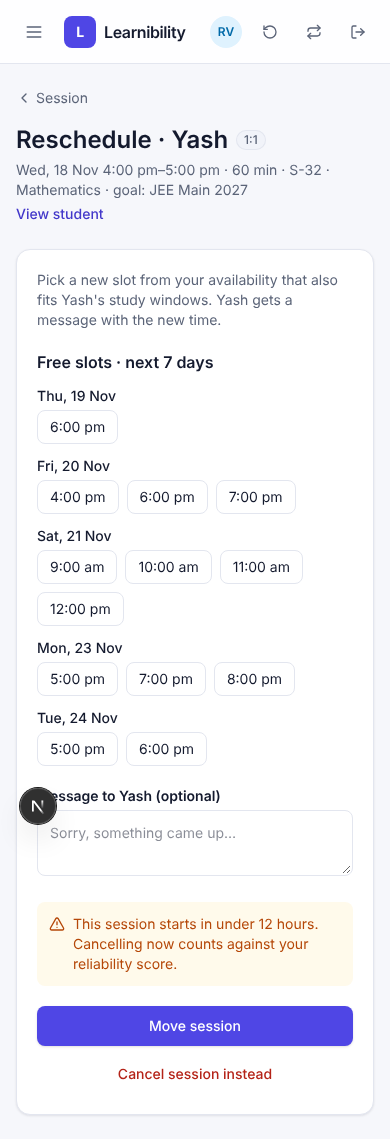 L Learnibility RV
Session
Reschedule · Yash 1:1
Wed, 18 Nov 4:00 pm–5:00 pm · 60 min · S-32 ·
Mathematics · goal: JEE Main 2027
View student
Pick a new slot from your availability that also
fits Yash's study windows. Yash gets a
message with the new time.
Free slots · next 7 days
Thu, 19 Nov
6:00 pm
Fri, 20 Nov
4:00 pm 6:00 pm 7:00 pm
Sat, 21 Nov
9:00 am 10:00 am 11:00 am
12:00 pm
Mon, 23 Nov
5:00 pm 7:00 pm 8:00 pm
Tue, 24 Nov
5:00 pm 6:00 pm
N
essage to Yash (optional)
Sorry, something came up...
This session starts in under 12 hours.
Cancelling now counts against your
reliability score.
Move session
Cancel session instead